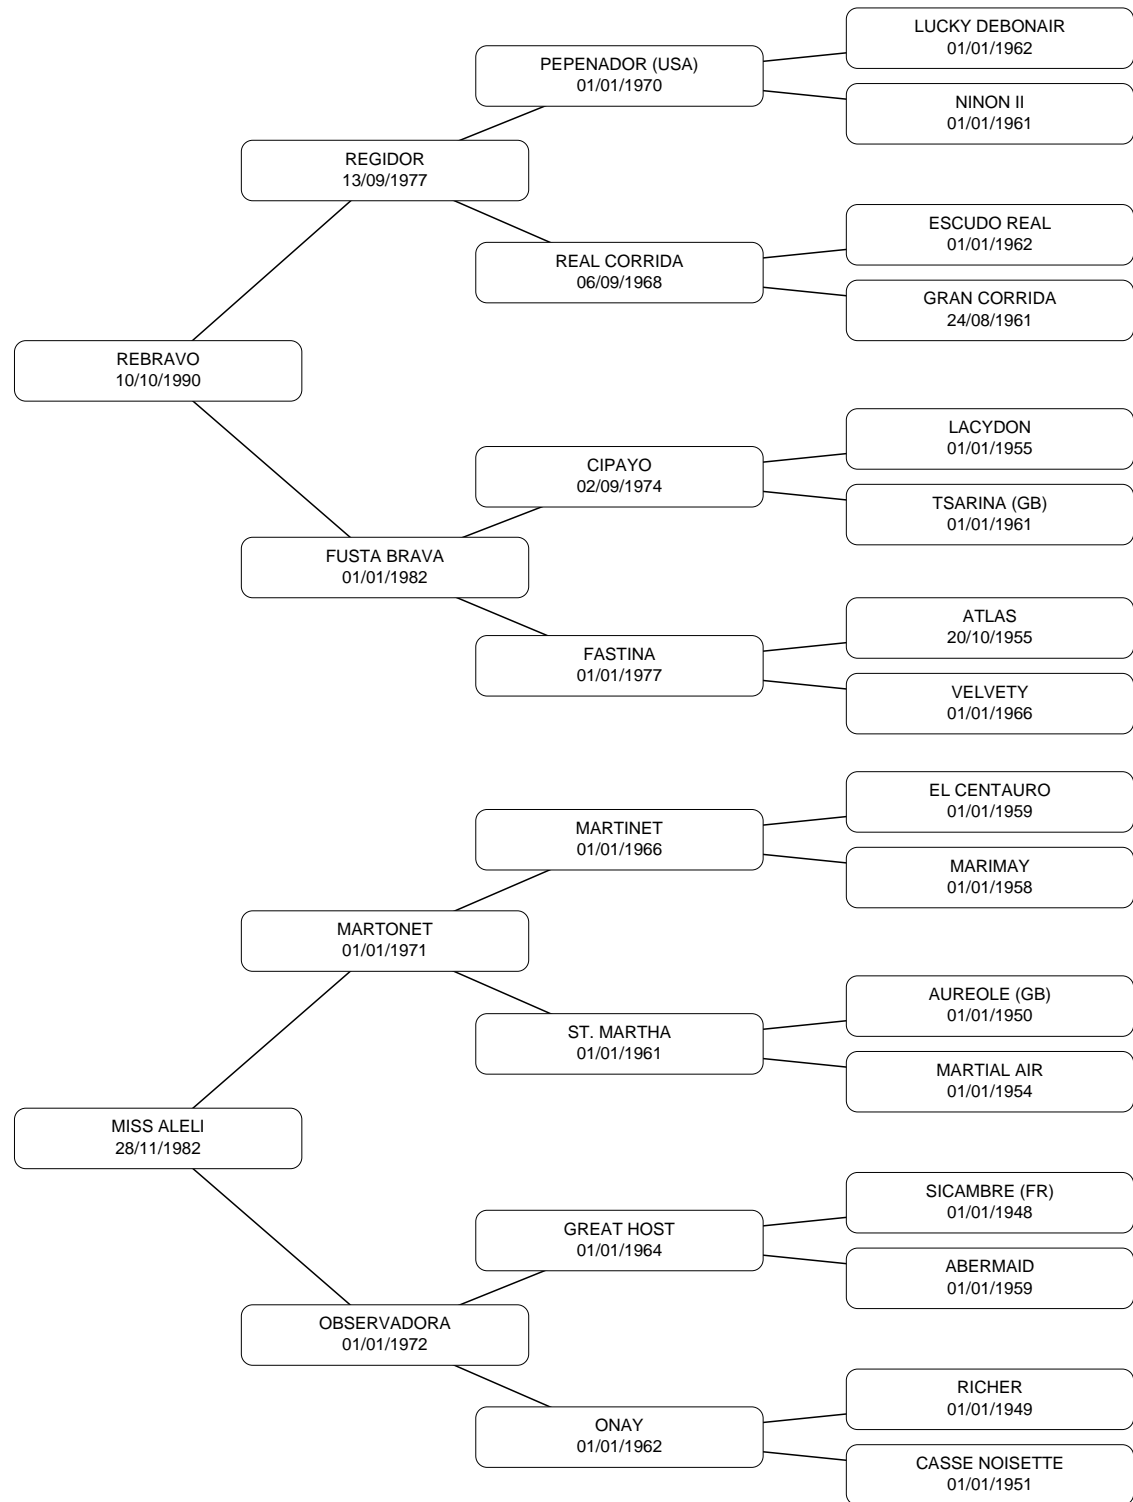 LUCKY DEBONAIR
01/01/1962
PEPENADOR (USA)
01/01/1970
NINON II
01/01/1961
REGIDOR
13/09/1977
ESCUDO REAL
01/01/1962
REAL CORRIDA
06/09/1968
GRAN CORRIDA
24/08/1961
REBRAVO
10/10/1990
LACYDON
01/01/1955
CIPAYO
02/09/1974
TSARINA (GB)
01/01/1961
FUSTA BRAVA
01/01/1982
ATLAS
20/10/1955
FASTINA
01/01/1977
VELVETY
01/01/1966
EL CENTAURO
01/01/1959
MARTINET
01/01/1966
MARIMAY
01/01/1958
MARTONET
01/01/1971
AUREOLE (GB)
01/01/1950
ST. MARTHA
01/01/1961
MARTIAL AIR
01/01/1954
MISS ALELI
28/11/1982
SICAMBRE (FR)
01/01/1948
GREAT HOST
01/01/1964
ABERMAID
01/01/1959
OBSERVADORA
01/01/1972
RICHER
01/01/1949
ONAY
01/01/1962
CASSE NOISETTE
01/01/1951